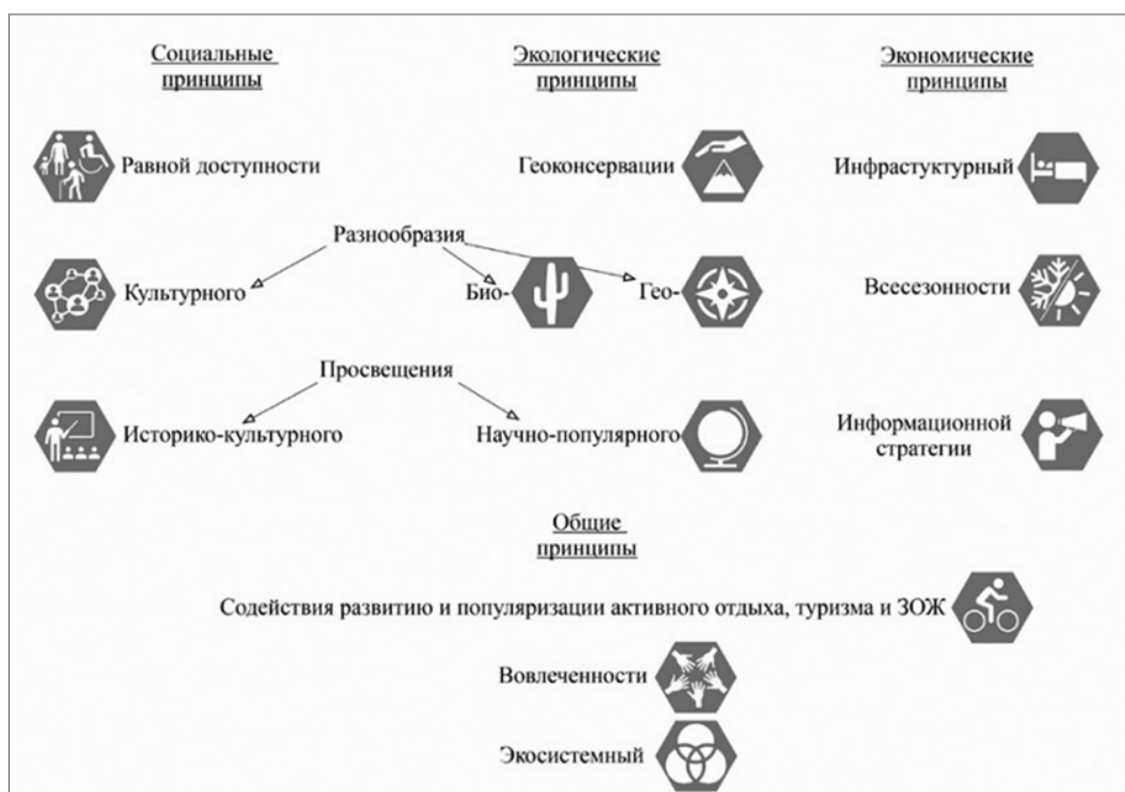 Социальные
принципы
Экологические
принципы
Экономические
принципы
Равной доступности
Геоконсервации
Инфрастуктурный
Разнообразия
Культурного
Био-
Гео-
Всесезонности
Просвещения
Историко-культурного
Научно-популярного
Информационной
стратегии
Общие
принципы
Содействия развитию и популяризации активного отдыха, туризма и ЗОЖ
Вовлеченности
Экосистемный